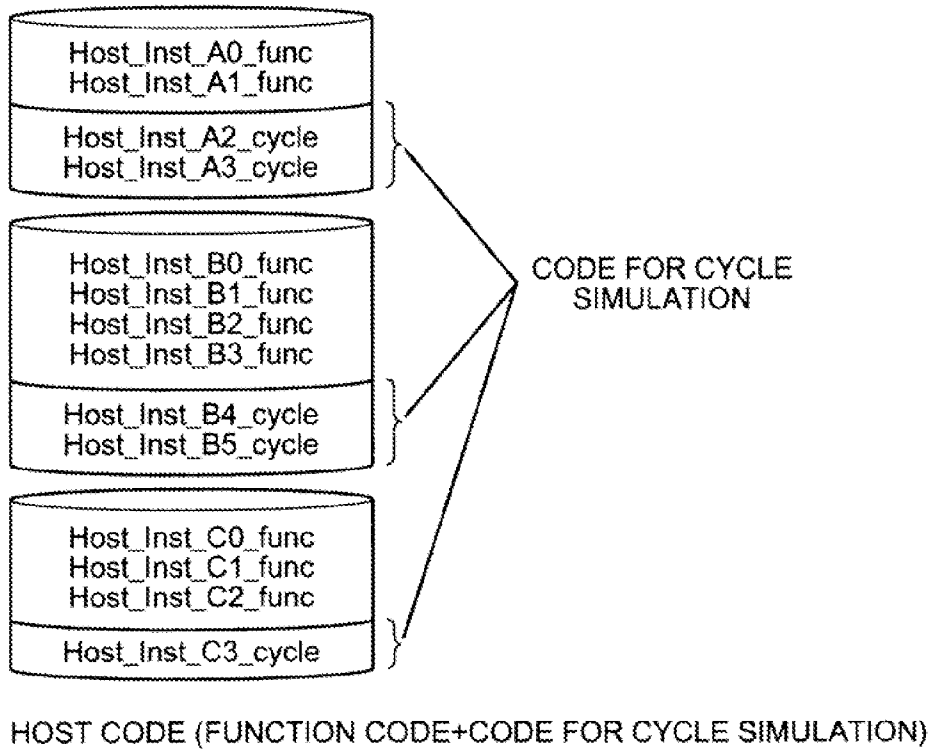 Host_Inst_A0_func
Host_Inst_A1_func
Host_Inst_A2_cycle
Host_Inst_A3_cycle
Host_Inst_B0_func
Host_Inst_B1_func
Host_Inst_B2_func
Host_Inst_B3_func
Host_Inst_B4_cycle
Host_Inst_B5_cycle
Host_Inst_C0_func
Host_Inst_C1_func
Host_Inst_C2_func
Host_Inst_C3_cycle
CODE FOR CYCLE
SIMULATION
HOST CODE (FUNCTION CODE+CODE FOR CYCLE SIMULATION)